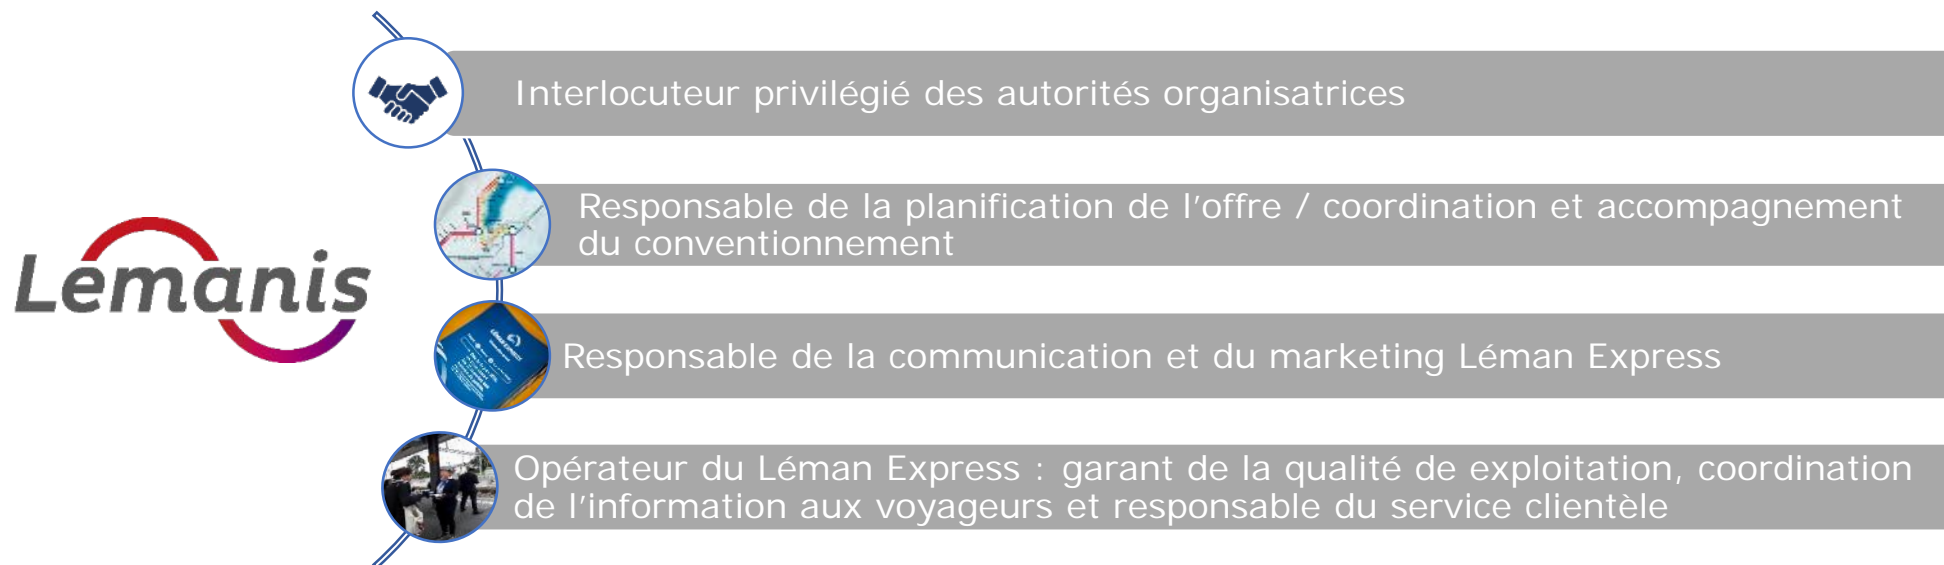 Interlocuteur privilégié des autorités organisatrices
Responsable de la planification de l’offre / coordination et accompagnement
du conventionnement
Lemanis
LÉMAN EXPRESS
Responsable de la communication et du marketing Léman Express
Opérateur du Léman Express : garant de la qualité de exploitation, coordination
de l’information aux voyageurs et responsable du service clientèle